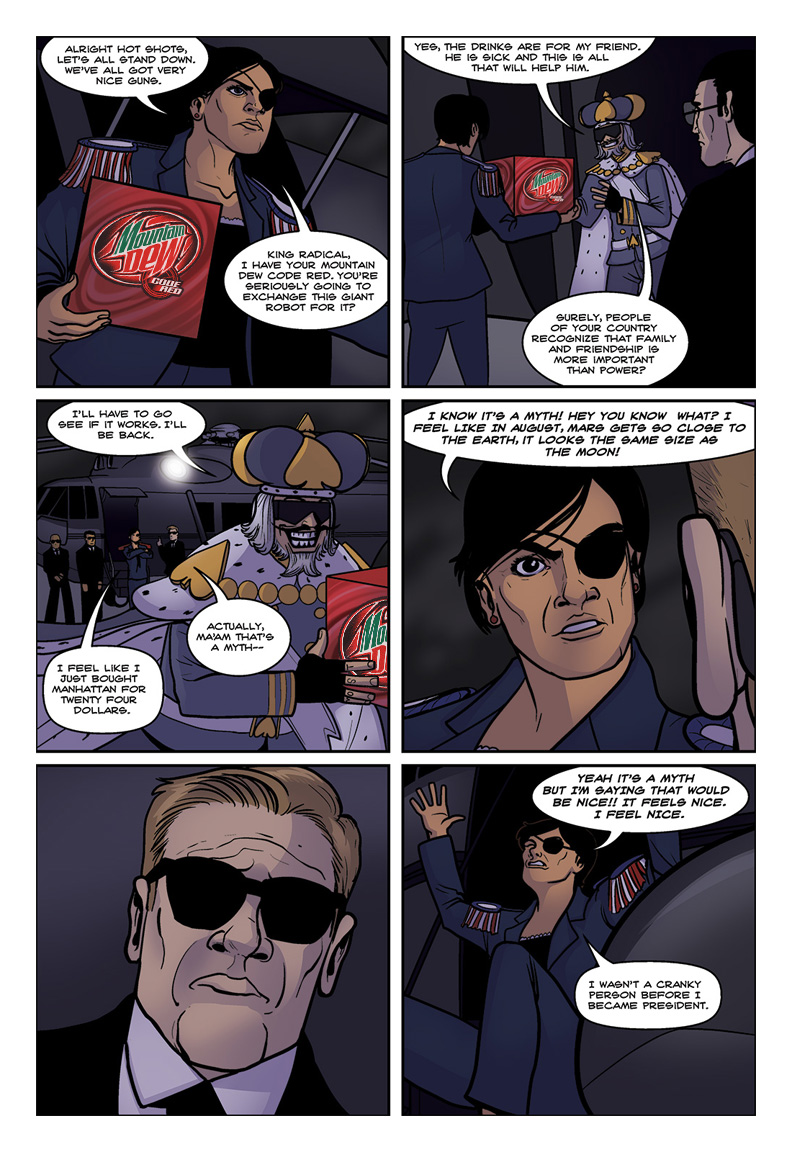 ALRIGHT HOT SHOTS,
LET'S ALL STAND DOWN.
WE'VE ALL GOT VERY
NICE GUNS.
Mountain
Dew
CODE
RED
KING RADICAL,
I HAVE YOUR MOUNTAIN
DEW CODE RED. YOU'RE
SERIOUSLY GOING TO
EXCHANGE THIS GIANT
ROBOT FOR IT?
YES, THE DRINKS ARE FOR MY FRIEND.
HE IS SICK AND THIS IS ALL
THAT WILL HELP HIM.
Mountain
Dew
CODE
RED
SURELY, PEOPLE
OF YOUR COUNTRY
RECOGNIZE THAT FAMILY
AND FRIENDSHIP IS
MORE IMPORTANT
THAN POWER?
I'LL HAVE TO GO
SEE IF IT WORKS. I'LL
BE BACK.
I FEEL LIKE I
JUST BOUGHT
MANHATTAN FOR
TWENTY FOUR
DOLLARS.
ACTUALLY,
MA'AM THAT'S
A MYTH--
Mou
D
I KNOW IT'S A MYTH! HEY YOU KNOW WHAT? I
FEEL LIKE IN AUGUST, MARS GETS SO CLOSE TO
THE EARTH, IT LOOKS THE SAME SIZE AS
THE MOON!
YEAH IT'S A MYTH
BUT I'M SAYING THAT WOULD
BE NICE!! IT FEELS NICE.
I FEEL NICE.
I WASN'T A CRANKY
PERSON BEFORE I
BECAME PRESIDENT.